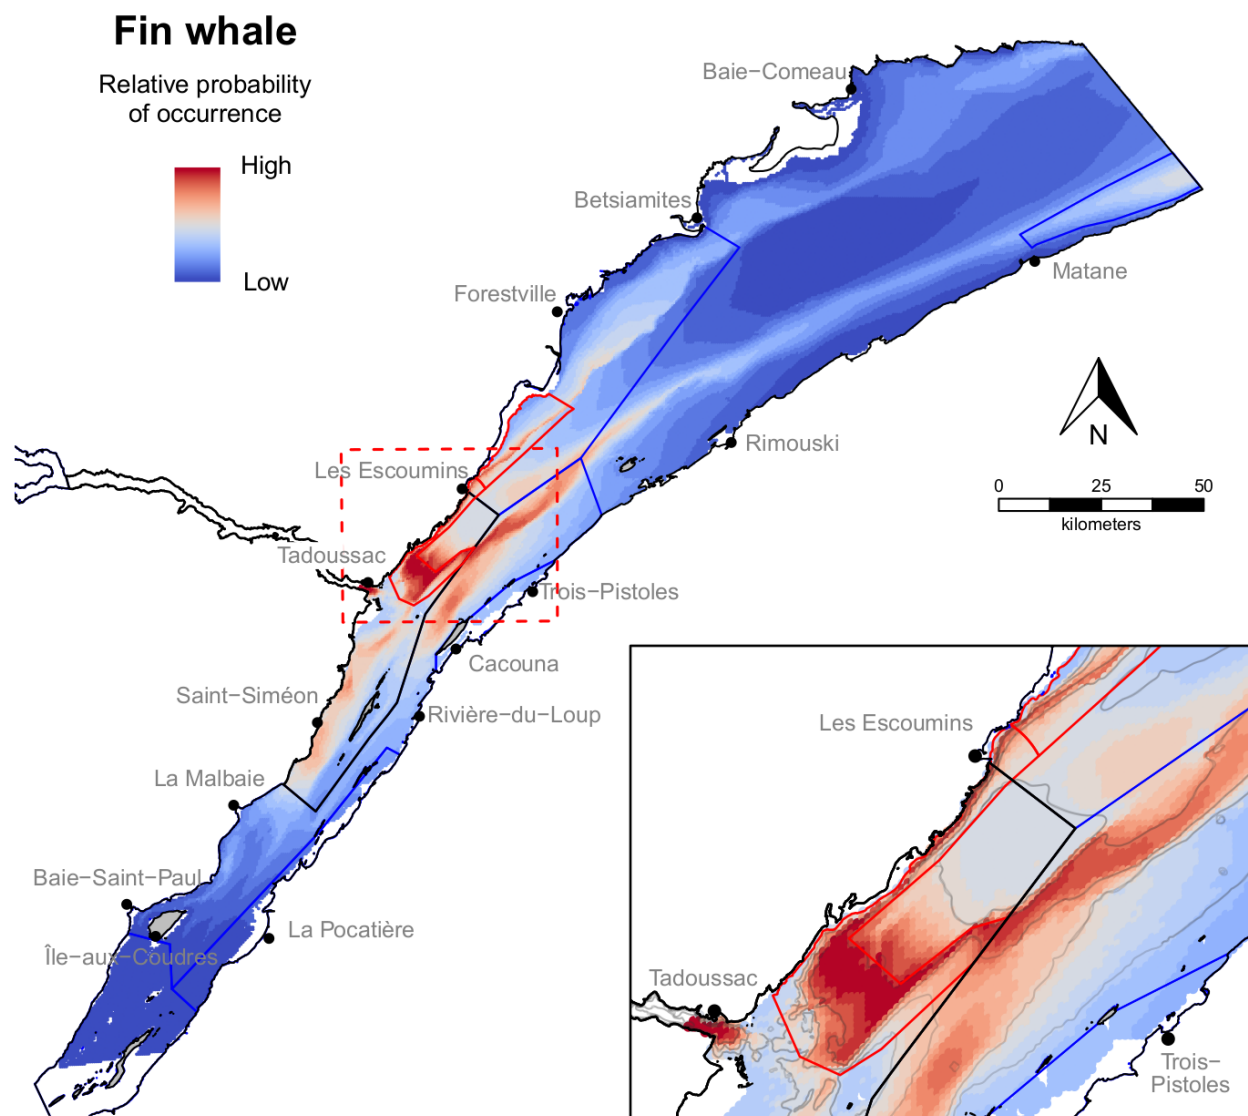 Fin whale
Relative probability
of occurrence
High
Low
Baie−Comeau
Betsiamites
Forestville
Matane
N
0 25 50
kilometers
Rimouski
Les Escoumins
Tadoussac
Trois−Pistoles
Cacouna
Saint−Siméon
Rivière−du−Loup
La Malbaie
Baie−Saint−Paul
La Pocatière
Île−aux−Coudres
Les Escoumins
Tadoussac
Trois−
Pistoles